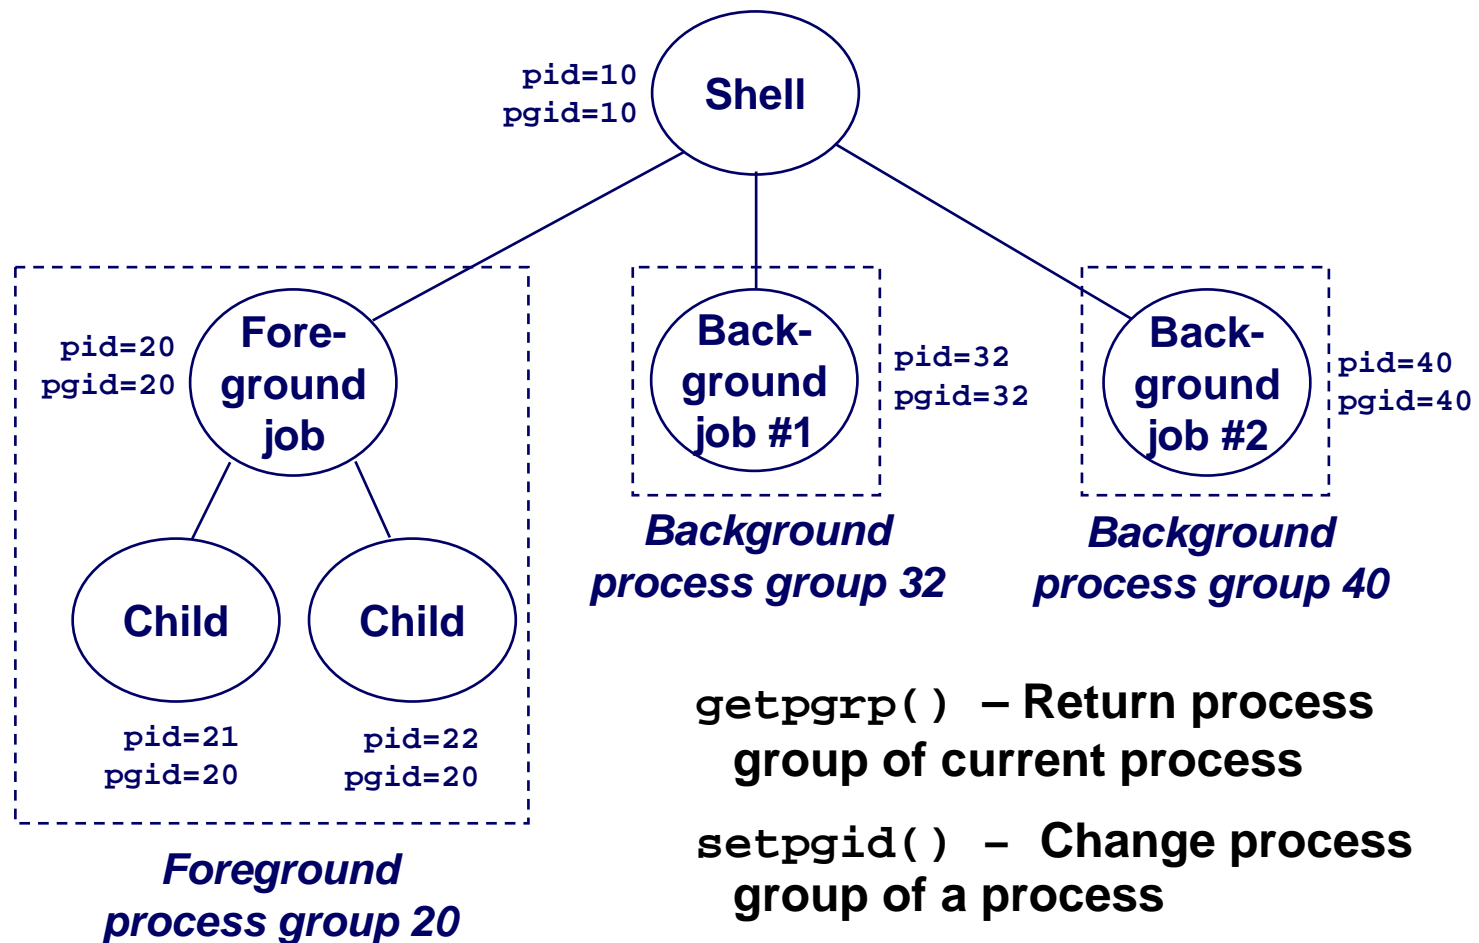 pid=10
pgid=10
Shell
pid=20
pgid=20
Fore-
ground
job
Back-
ground
job #1
pid=32
pgid=32
Back-
ground
job #2
pid=40
pgid=40
Background
process group 32
Background
process group 40
Child
Child
pid=21
pgid=20
pid=22
pgid=20
Foreground
process group 20
getpgrp() – Return process
group of current process
setpgid() – Change process
group of a process